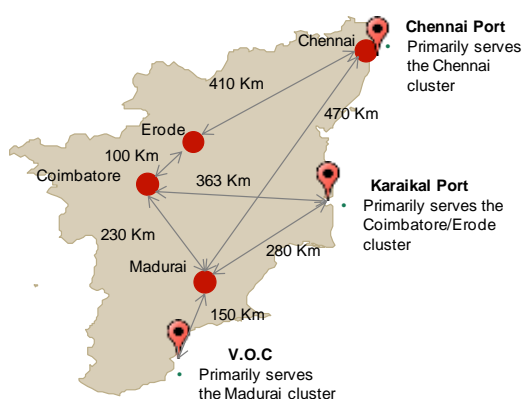 Chennai
Chennai Port
• Primarily serves
the Chennai
cluster
410 Km
470 KM
Erode
100 Km
Coimbatore
363 Km
Karaikal Port
• Primarily serves the
Coimbatore/Erode
cluster
230 Km
280 KM
Madurai
150 Km
V.O.C
• Primarily serves
the Madurai cluster